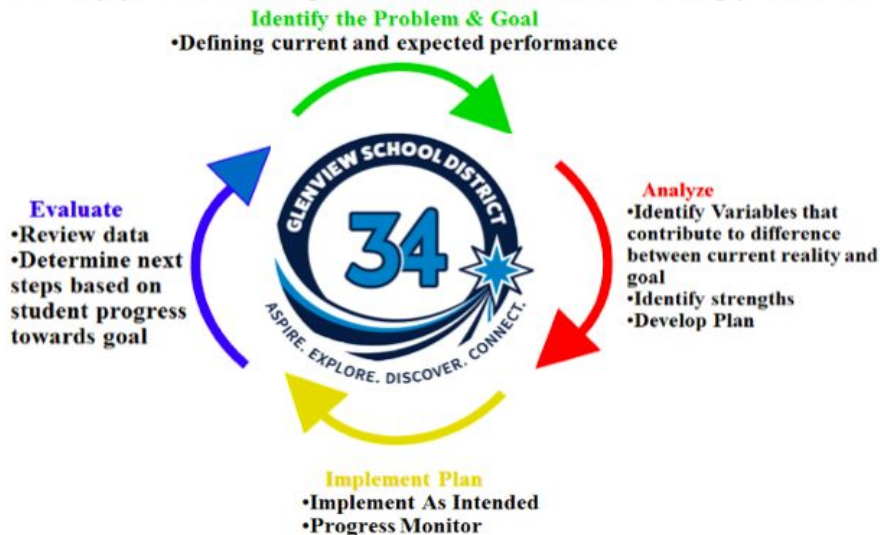 Identify the Problem & Goal
•Defining current and expected performance
GLENVIEW SCHOOL DISTRICT
34
ASPIRE. EXPLORE. DISCOVER. CONNECT.
Analyze
•Identify Variables that
contribute to difference
between current reality and
goal
•Identify strengths
•Develop Plan
Implement Plan
•Implement As Intended
•Progress Monitor
Evaluate
•Review data
•Determine next
steps based on
student progress
towards goal